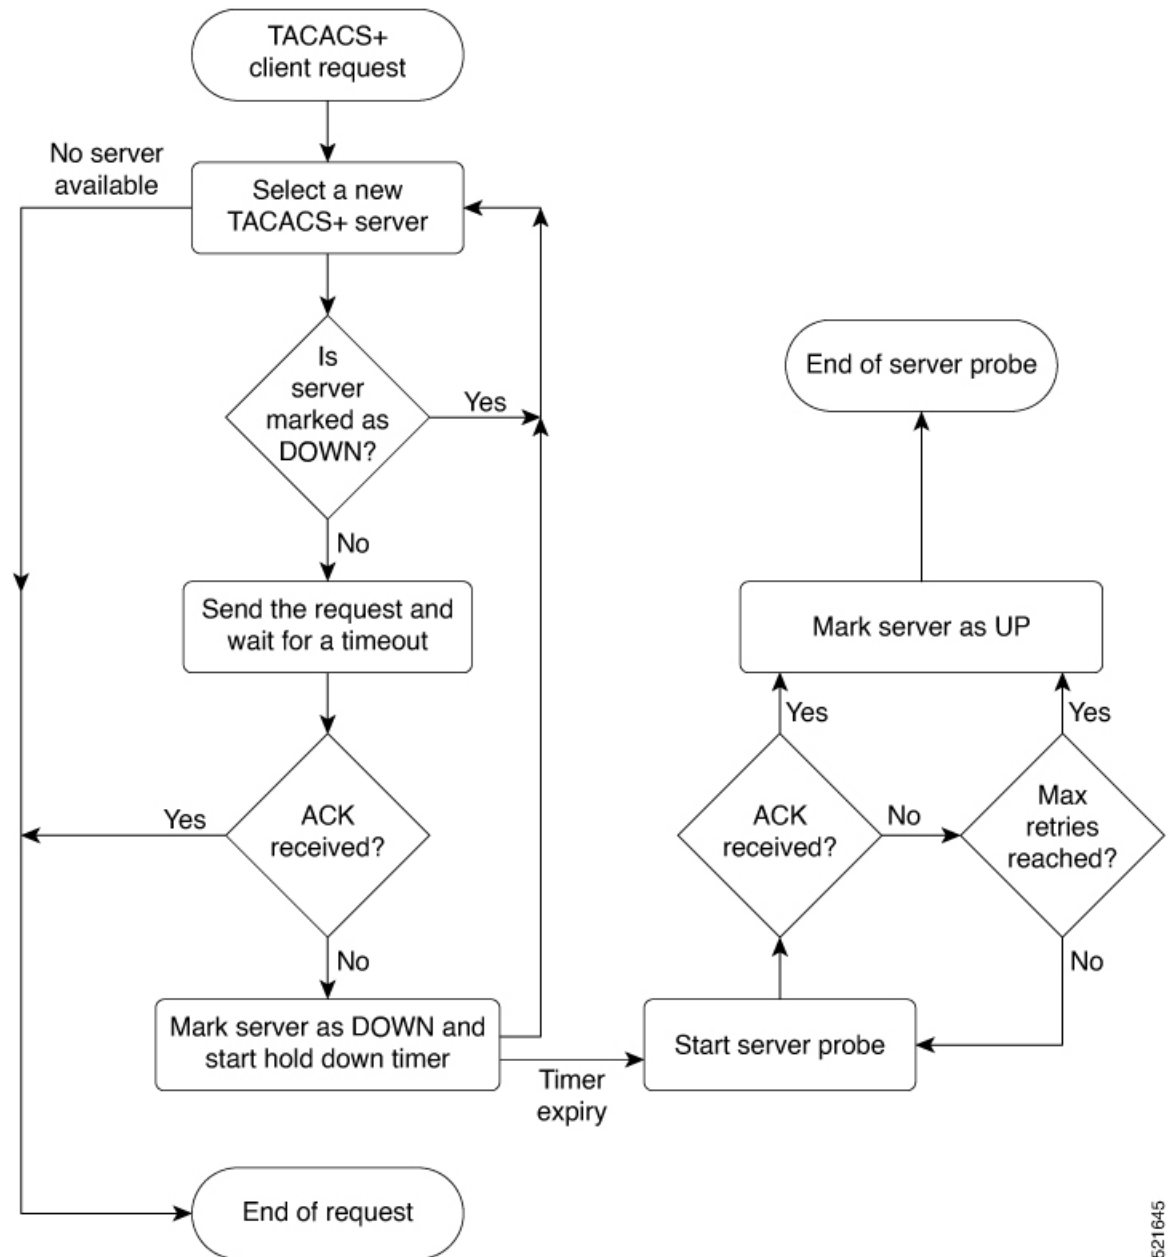 TACACS+
client request
No server
available
Select a new
TACACS+ server
Is
server
marked as
DOWN?
Yes
No
Send the request and
wait for a timeout
ACK
received?
Yes
No
Mark server as DOWN and
start hold down timer
Timer
expiry
End of request
End of server probe
Mark server as UP
Yes
Yes
ACK
received?
No
Max
retries
reached?
No
Start server probe
521645